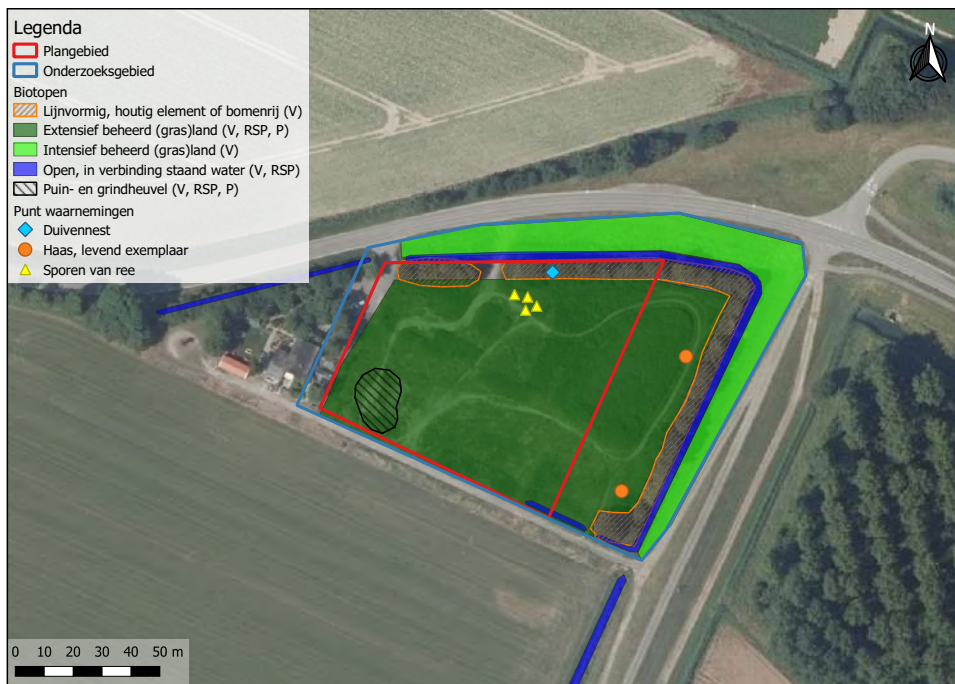 Legenda
Plangebied
Onderzoeksgebied
Biotopen
Lijnvormig, houtig element of bomenrij (V)
Extensief beheerd (gras)land (V, RSP, P)
Intensief beheerd (gras)land (V)
Open, in verbinding staand water (V, RSP)
Puin- en grindheuvel (V, RSP, P)
Punt waarnemingen
Duivennest
Haas, levend exemplaar
Sporen van ree
N
0 10 20 30 40 50 m